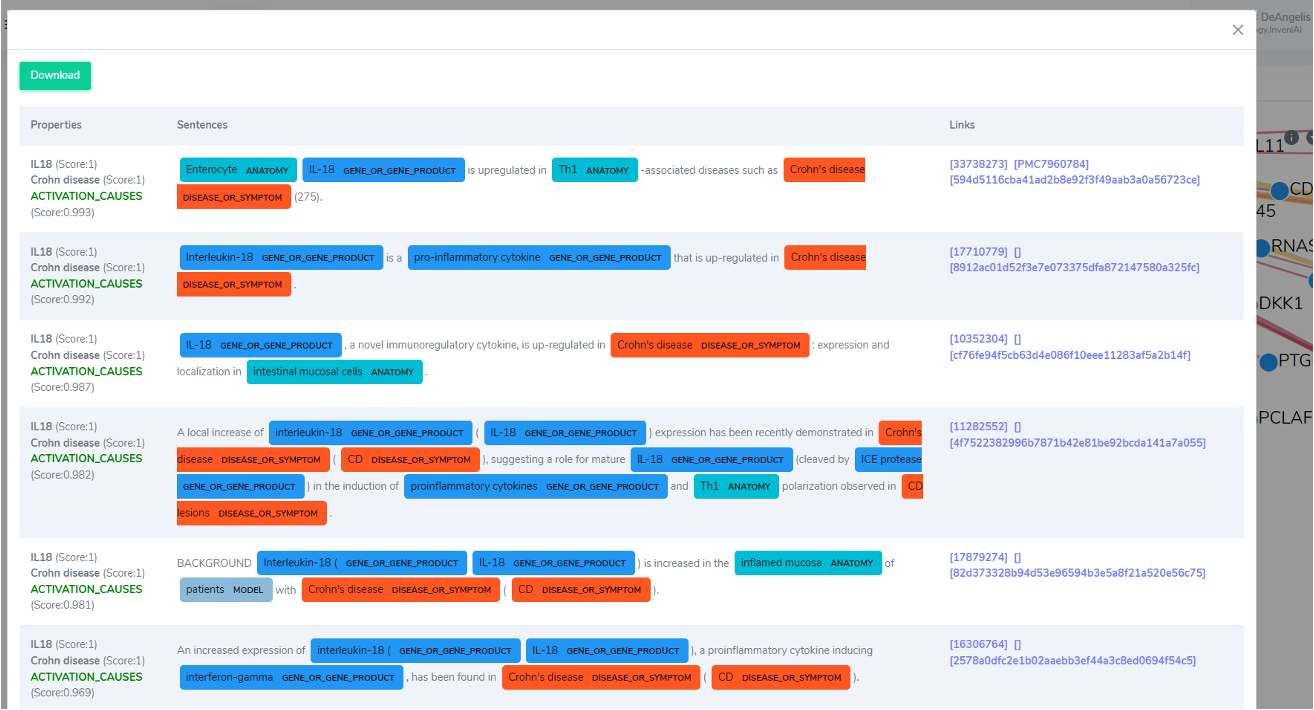 DeAngelis
gy,InveniAI
Download
Properties Sentences Links
IL18 (Score:1)
Crohn disease (Score:1)
ACTIVATION_CAUSES
(Score:0.993)
Enterocyte ANATOMY IL-18 GENE_OR_GENE_PRODUCT is upregulated in Th1 ANATOMY -associated diseases such as Crohn's disease
DISEASE_OR_SYMPTOM (275).
[33738273] [PMC7960784]
[594d5116cba41ad2b8e92f3f49aab3a0a56723ce]
IL18 (Score:1)
Crohn disease (Score:1)
ACTIVATION_CAUSES
(Score:0.992)
Interleukin-18 GENE_OR_GENE_PRODUCT is a pro-inflammatory cytokine GENE_OR_GENE_PRODUCT that is up-regulated in Crohn's disease
DISEASE_OR_SYMPTOM .
[17710779] []
[8912ac01d52f3e7e073375dfa872147580a325fc]
IL18 (Score:1)
Crohn disease (Score:1)
ACTIVATION_CAUSES
(Score:0.987)
IL-18 GENE_OR_GENE_PRODUCT , a novel immunoregulatory cytokine, is up-regulated in Crohn's disease DISEASE_OR_SYMPTOM : expression and
localization in intestinal mucosal cells ANATOMY .
[10352304] []
[cf76fe94f5cb63d4e086f10eee11283af5a2b14f]
IL18 (Score:1)
Crohn disease (Score:1)
ACTIVATION_CAUSES
(Score:0.982)
A local increase of interleukin-18 GENE_OR_GENE_PRODUCT ( IL-18 GENE_OR_GENE_PRODUCT ) expression has been recently demonstrated in Crohn's
disease DISEASE_OR_SYMPTOM ( CD DISEASE_OR_SYMPTOM ), suggesting a role for mature IL-18 GENE_OR_GENE_PRODUCT (cleaved by ICE protease
GENE_OR_GENE_PRODUCT ) in the induction of proinflammatory cytokines GENE_OR_GENE_PRODUCT and Th1 ANATOMY polarization observed in CD
lesions DISEASE_OR_SYMPTOM .
[11282552] []
[4f7522382996b7871b42e81be92bcda141a7a055]
IL18 (Score:1)
Crohn disease (Score:1)
ACTIVATION_CAUSES
(Score:0.981)
BACKGROUND Interleukin-18 ( GENE_OR_GENE_PRODUCT IL-18 GENE_OR_GENE_PRODUCT ) is increased in the inflamed mucosa ANATOMY of
patients MODEL with Crohn's disease DISEASE_OR_SYMPTOM ( CD DISEASE_OR_SYMPTOM ).
[17879274] []
[82d373328b94d53e96594b3e5a8f21a520e56c75]
IL18 (Score:1)
Crohn disease (Score:1)
ACTIVATION_CAUSES
(Score:0.969)
An increased expression of interleukin-18 ( GENE_OR_GENE_PRODUCT IL-18 GENE_OR_GENE_PRODUCT ), a proinflammatory cytokine inducing
interferon-gamma GENE_OR_GENE_PRODUCT , has been found in Crohn's disease DISEASE_OR_SYMPTOM ( CD DISEASE_OR_SYMPTOM ).
[16306764] []
[2578a0dfc2e1b02aaebb3ef44a3c8ed0694f54c5]
L11
CD
45
RNAS
DKK1
PTG
PCLAF